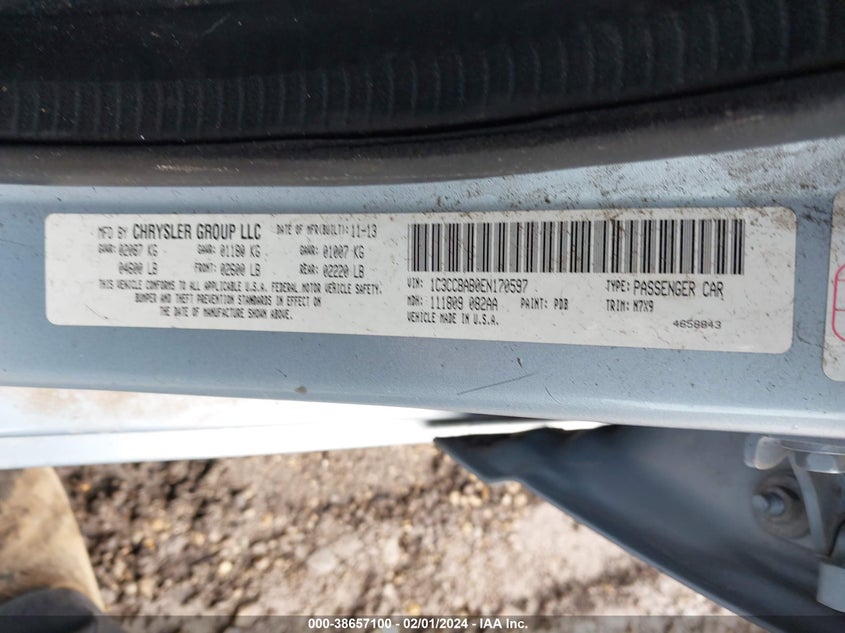 MFD BY CHRYSLER GROUP LLC DATE OF MFR(BUILT): 11-13
GVWR: 02087 KG GAWR: 01180 KG GAWR: 01007 KG
04600 LB FRONT: 02600 LB REAR: 02220 LB
THIS VEHICLE CONFORMS TO ALL APPLICABLE U.S.A. FEDERAL MOTOR VEHICLE SAFETY,
BUMPER AND THEFT PREVENTION STANDARDS IN EFFECT ON
THE DATE OF MANUFACTURE SHOWN ABOVE.
VIN: 1C3CCBAB0EN170597 TYPE: PASSENGER CAR
MDH: 111809 082AA PAINT: PDB TRIM: M7X9
VEHICLE MADE IN U.S.A. 4658843
000-38657100 - 02/01/2024 - IAA Inc.